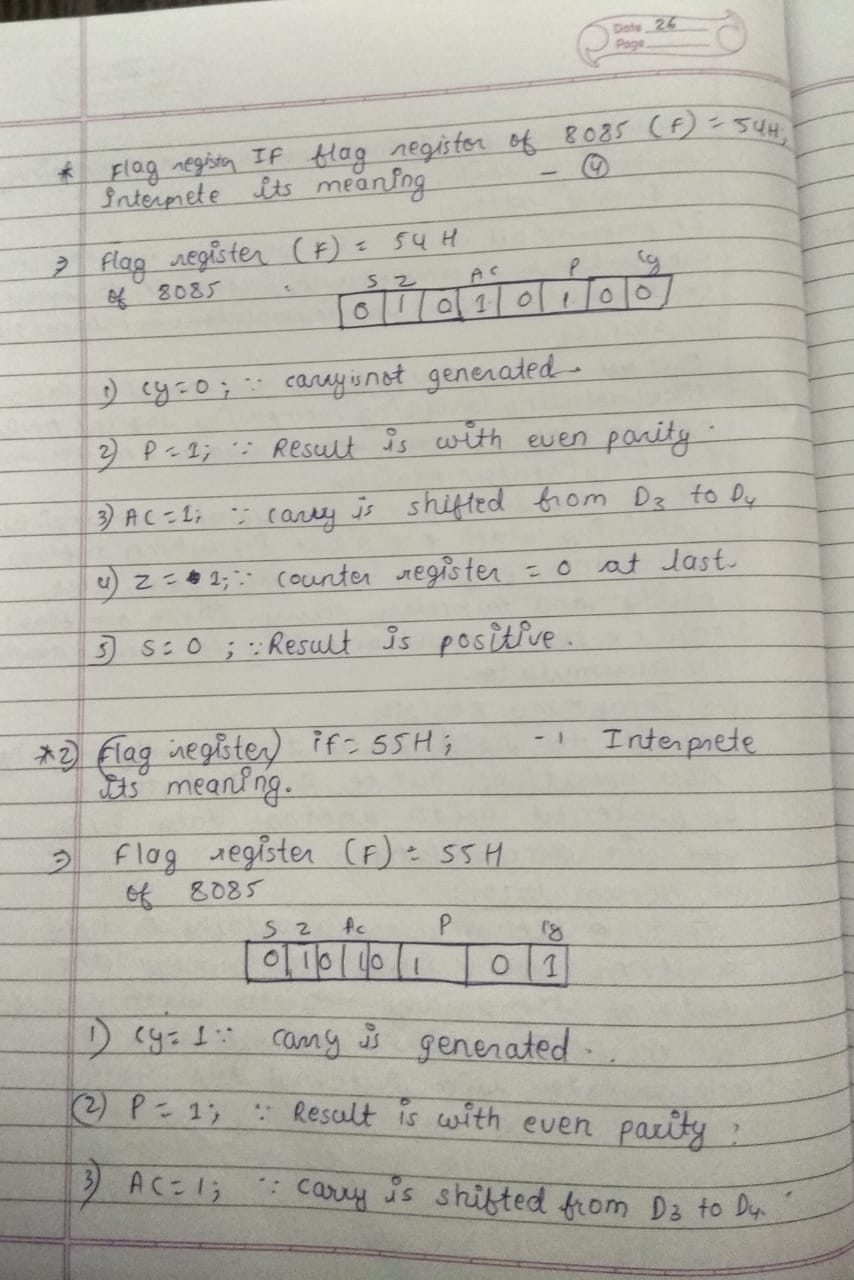 Date 26
Page
* Flag register IF flag register of 8085 (F) = 54H,
Interprete its meaning - (4)
⇒ Flag register (F) = 54 H
of 8085
S Z AC P Cy
0 1 0 1 0 1 0 0
1) Cy=0; ∵ carry is not generated.
2) P=1; ∵ Result is with even parity.
3) AC=1; ∵ carry is shifted from D3 to D4
4) Z=1; ∵ counter register = 0 at last.
5) S=0; ∵ Result is positive.
*2) (Flag register) if = 55H; -1 Interprete
its meaning.
⇒ Flag register (F) = 55H
of 8085
S Z Ac P Cy
0 1 0 1 0 1 0 1
1) Cy=1 ∵ carry is generated.
(2) P=1; ∵ Result is with even parity
3) AC=1; ∵ carry is shifted from D3 to D4.